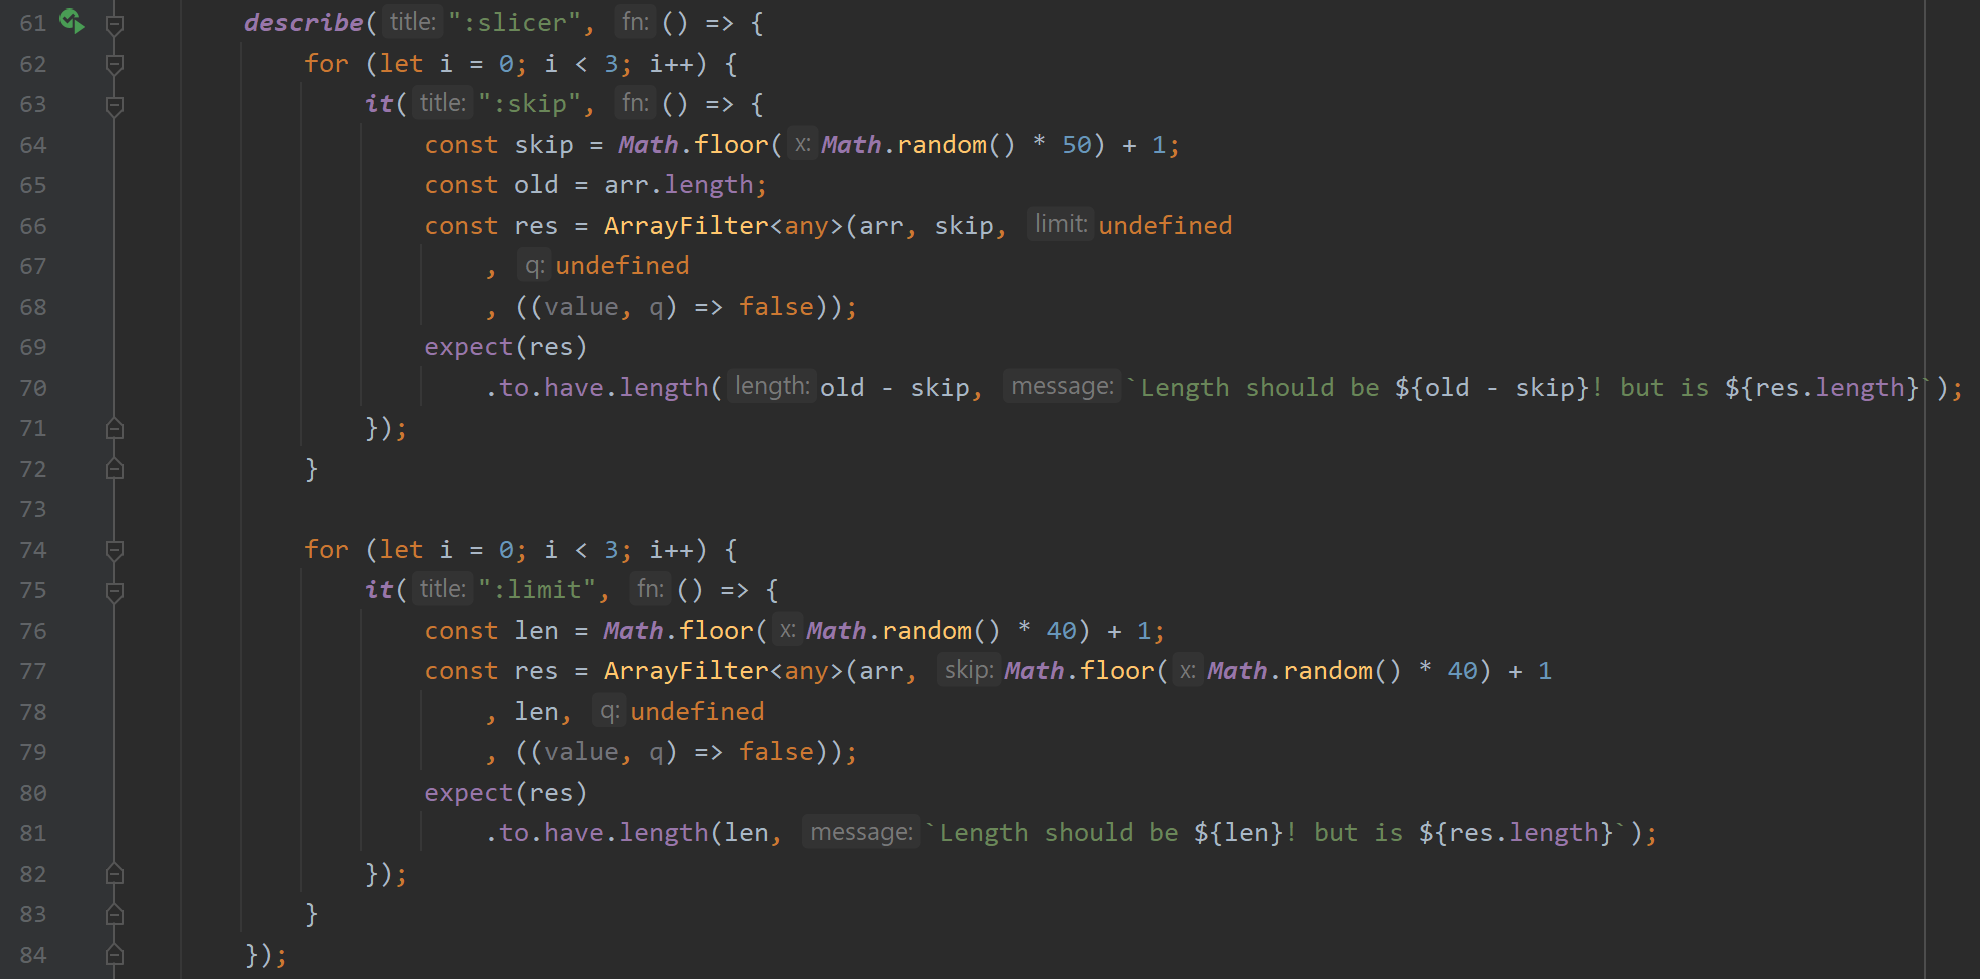 61 describe( title: ":slicer", fn: () => {
62 for (let i = 0; i < 3; i++) {
63 it( title: ":skip", fn: () => {
64 const skip = Math.floor( x: Math.random() * 50) + 1;
65 const old = arr.length;
66 const res = ArrayFilter<any>(arr, skip, limit: undefined
67 , q: undefined
68 , ((value, q) => false));
69 expect(res)
70 .to.have.length( length: old - skip, message: `Length should be ${old - skip}! but is ${res.length}`);
71 });
72 }
73
74 for (let i = 0; i < 3; i++) {
75 it( title: ":limit", fn: () => {
76 const len = Math.floor( x: Math.random() * 40) + 1;
77 const res = ArrayFilter<any>(arr, skip: Math.floor( x: Math.random() * 40) + 1
78 , len, q: undefined
79 , ((value, q) => false));
80 expect(res)
81 .to.have.length(len, message: `Length should be ${len}! but is ${res.length}`);
82 });
83 }
84 });